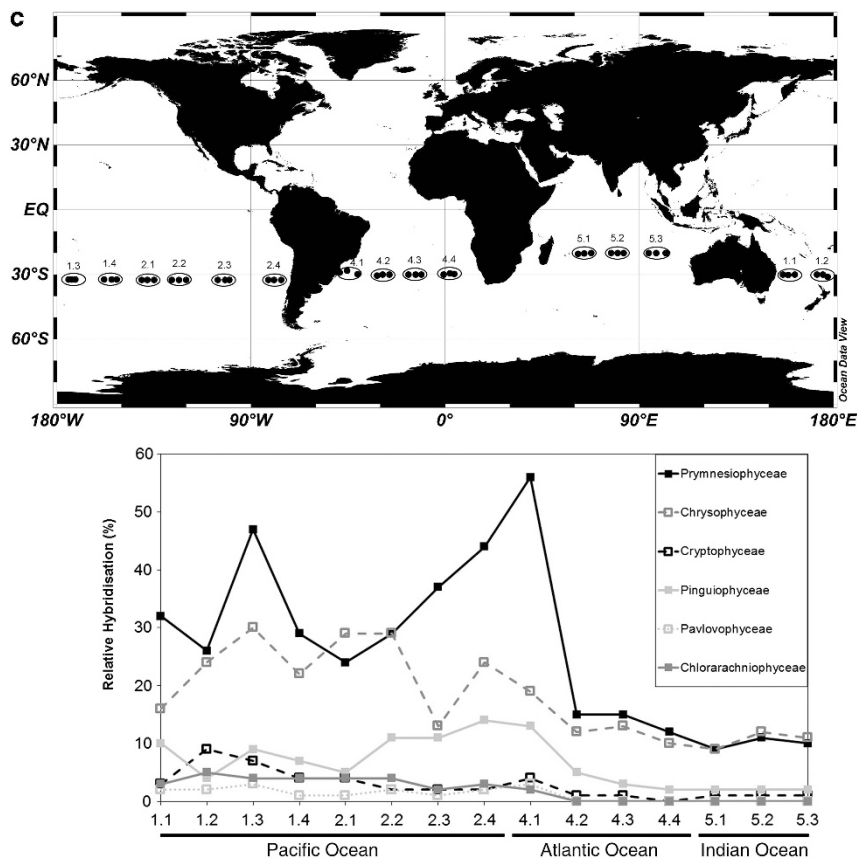 c
60°N
30°N
EQ
30°S
60°S
1.3 1.4 2.1 2.2 2.3 2.4 4.1 4.2 4.3 4.4 5.1 5.2 5.3 1.1 1.2
Ocean Data View
180°W 90°W 0° 90°E 180°E
Relative Hybridisation (%)
60
50
40
30
20
10
0
Prymnesiophyceae
Chrysophyceae
Cryptophyceae
Pinguiophyceae
Pavlovophyceae
Chlorarachniophyceae
1.1 1.2 1.3 1.4 2.1 2.2 2.3 2.4 4.1 4.2 4.3 4.4 5.1 5.2 5.3
Pacific Ocean Atlantic Ocean Indian Ocean